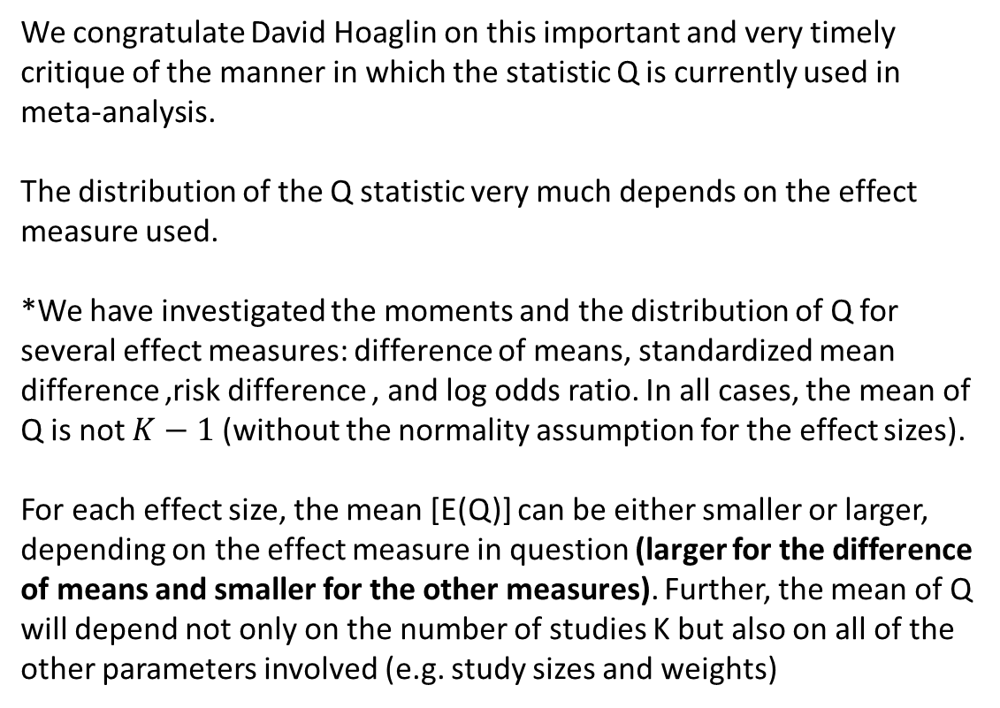 We congratulate David Hoaglin on this important and very timely
critique of the manner in which the statistic Q is currently used in
meta-analysis.
The distribution of the Q statistic very much depends on the effect
measure used.
*We have investigated the moments and the distribution of Q for
several effect measures: difference of means, standardized mean
difference ,risk difference , and log odds ratio. In all cases, the mean of
Q is not K − 1 (without the normality assumption for the effect sizes).
For each effect size, the mean [E(Q)] can be either smaller or larger,
depending on the effect measure in question (larger for the difference
of means and smaller for the other measures). Further, the mean of Q
will depend not only on the number of studies K but also on all of the
other parameters involved (e.g. study sizes and weights)